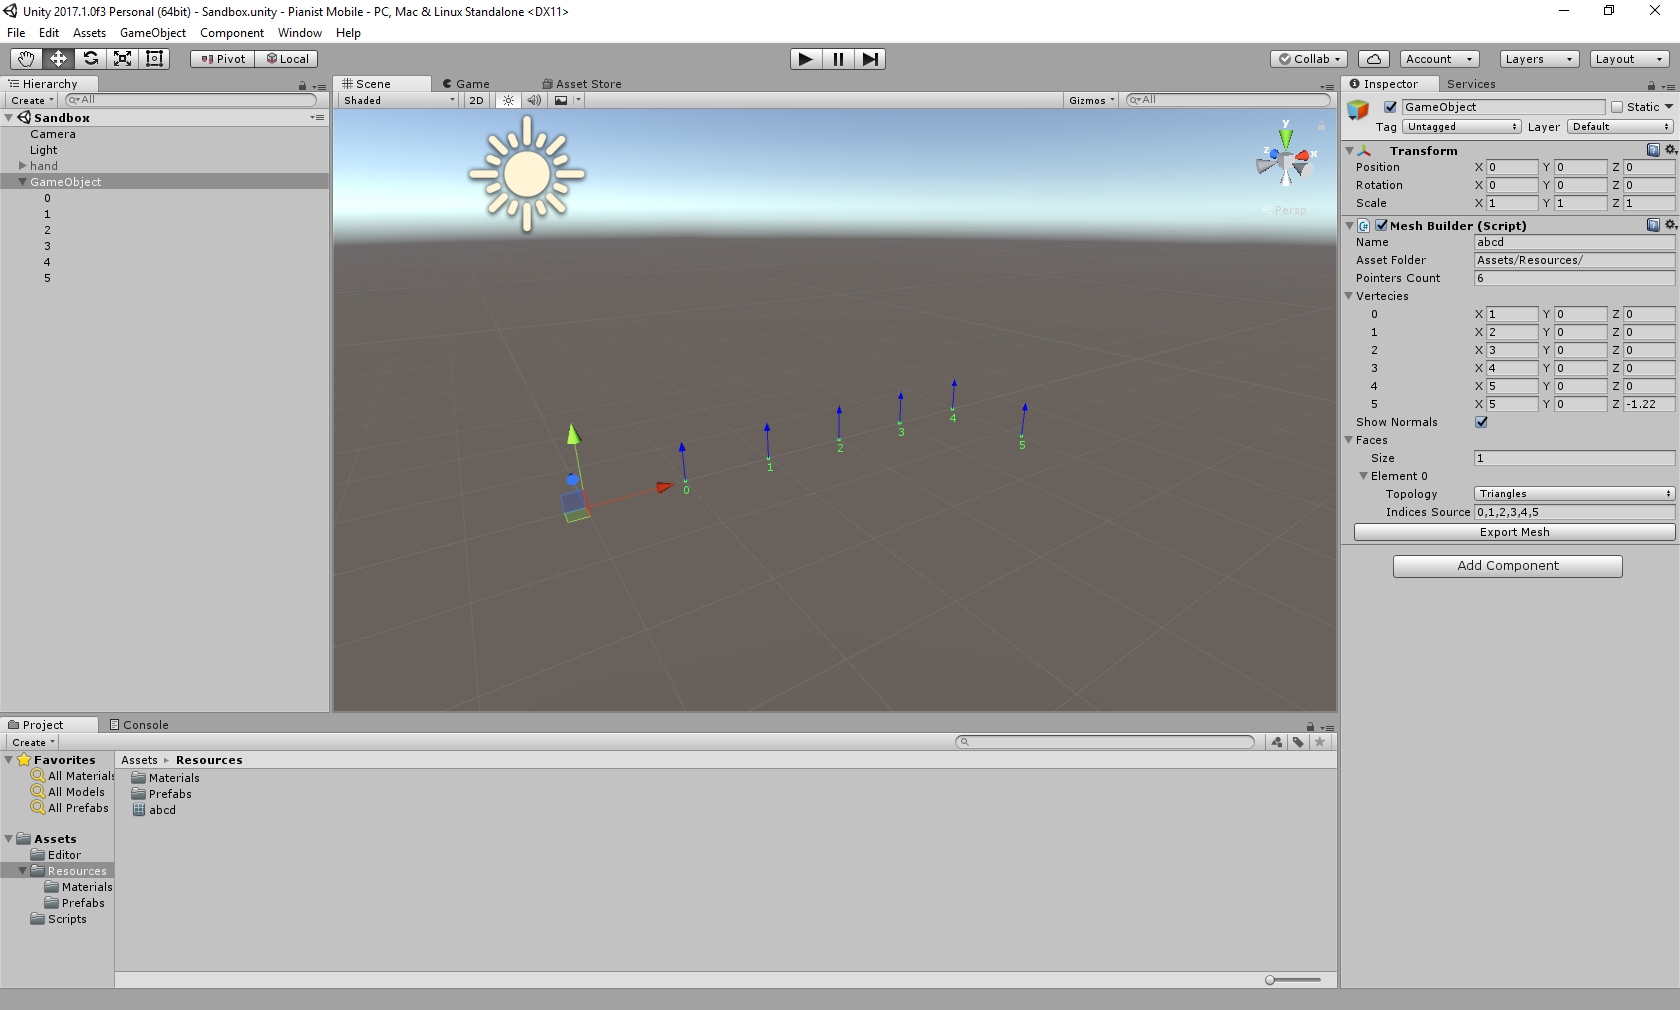 Unity 2017.1.0f3 Personal (64bit) - Sandbox.unity - Pianist Mobile - PC, Mac & Linux Standalone <DX11>
File Edit Assets GameObject Component Window Help
Pivot Local Collab Account Layers Layout
Hierarchy
Create All
Sandbox
Camera
Light
hand
GameObject
0
1
2
3
4
5
Scene Game Asset Store
Shaded 2D Gizmos All
y
z x
Persp
0
1
2
3
4
5
Project Console
Create
Favorites
All Materials
All Models
All Prefabs
Assets
Editor
Resources
Materials
Prefabs
Scripts
Assets Resources
Materials
Prefabs
abcd
Inspector Services
GameObject Static
Tag Untagged Layer Default
Transform
Position X 0 Y 0 Z 0
Rotation X 0 Y 0 Z 0
Scale X 1 Y 1 Z 1
Mesh Builder (Script)
Name abcd
Asset Folder Assets/Resources/
Pointers Count 6
Vertecies
0 X 1 Y 0 Z 0
1 X 2 Y 0 Z 0
2 X 3 Y 0 Z 0
3 X 4 Y 0 Z 0
4 X 5 Y 0 Z 0
5 X 5 Y 0 Z -1.22
Show Normals
Faces
Size 1
Element 0
Topology Triangles
Indices Source 0,1,2,3,4,5
Export Mesh
Add Component